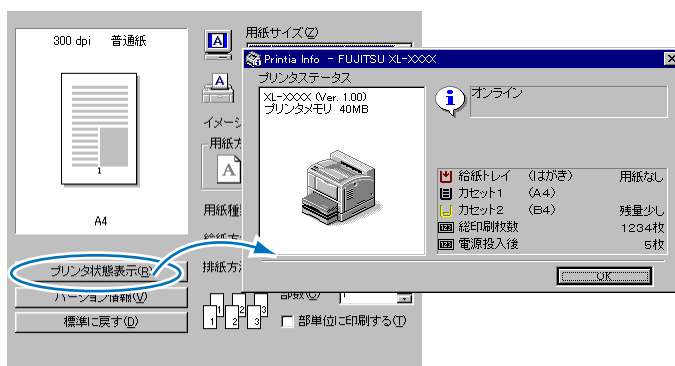 300 dpi 普通紙
1
A4
プリンタ状態表示(R)
バージョン情報(V)
標準に戻す(D)
用紙サイズ(Z)
A
A
イメージ
用紙方
A
用紙種
給紙方
排紙方
部数(C)
1
1 1
2 2
3 3
部単位に印刷する(T)
Printia Info - FUJITSU XL-XXXX
プリンタステータス
XL-XXXX (Ver. 1.00)
プリンタメモリ 40MB
オンライン
給紙トレイ (はがき) 用紙なし
カセット1 (A4)
カセット2 (B4) 残量少し
123 総印刷枚数 1234枚
123 電源投入後 5枚
OK